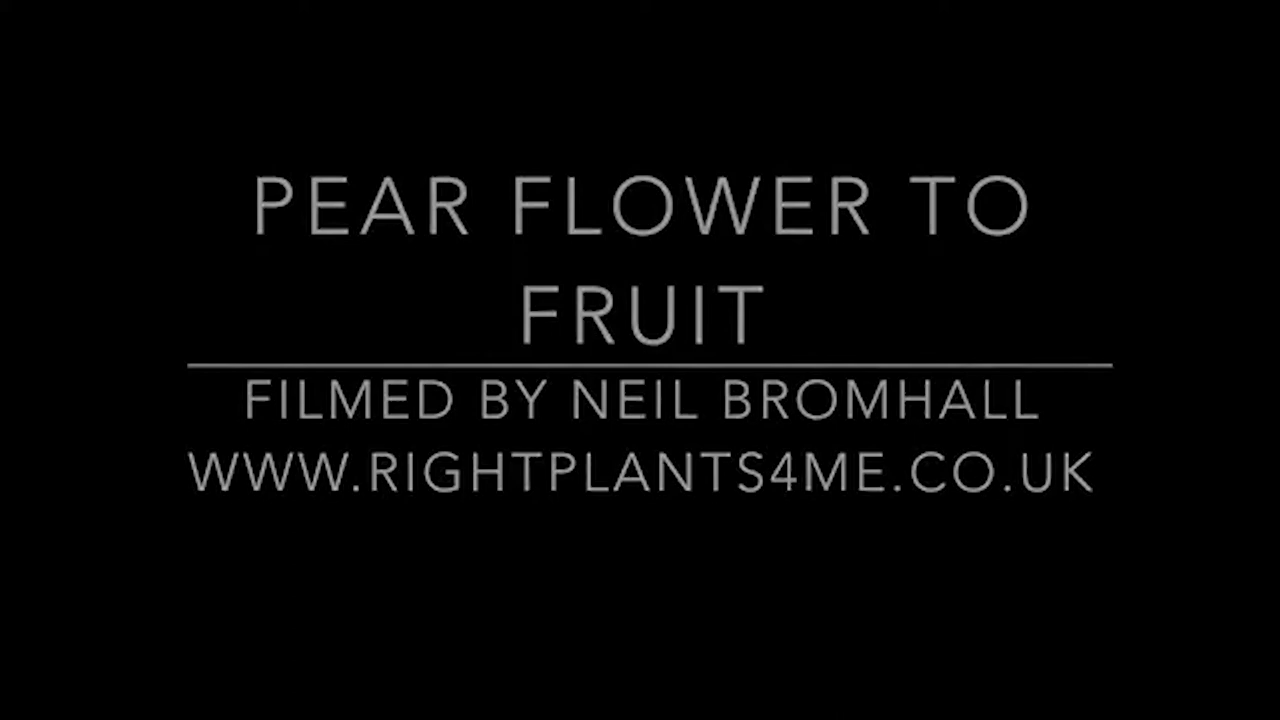 PEAR FLOWER TO
FRUIT
FILMED BY NEIL BROMHALL
WWW.RIGHTPLANTS4ME.CO.UK